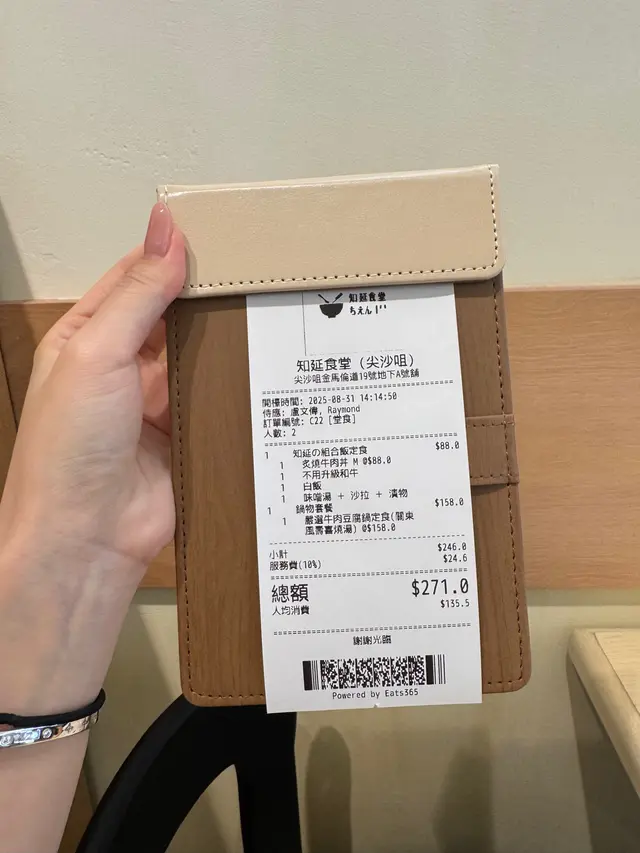 知延食堂
ちえん
知延食堂（尖沙咀）
尖沙咀金馬倫道19號地下A號舖
開檯時間: 2025-08-31 14:14:50
侍應: 盧文偉, Raymond
訂單編號: C22 [堂食]
人數: 2
1 知延の組合飯定食 $88.0
1 炙燒牛肉丼 M @$88.0
1 不用升級和牛
1 白飯
1 味噌湯 + 沙拉 + 漬物
1 鍋物套餐 $158.0
1 嚴選牛肉豆腐鍋定食(關東
風壽喜燒湯) @$158.0
小計 $246.0
服務費(10%) $24.6
總額 $271.0
人均消費 $135.5
謝謝光臨
Powered by Eats365